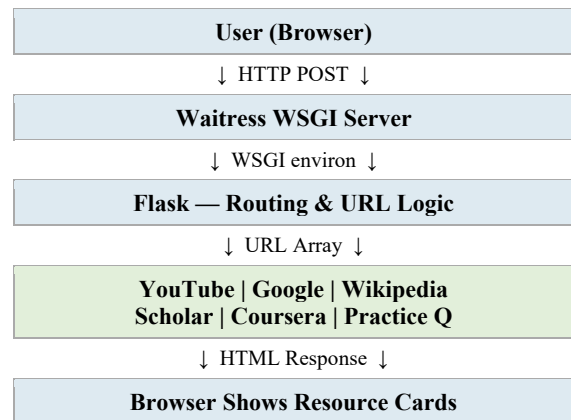 User (Browser)
↓ HTTP POST ↓
Waitress WSGI Server
↓ WSGI environ ↓
Flask — Routing & URL Logic
↓ URL Array ↓
YouTube | Google | Wikipedia
Scholar | Coursera | Practice Q
↓ HTML Response ↓
Browser Shows Resource Cards